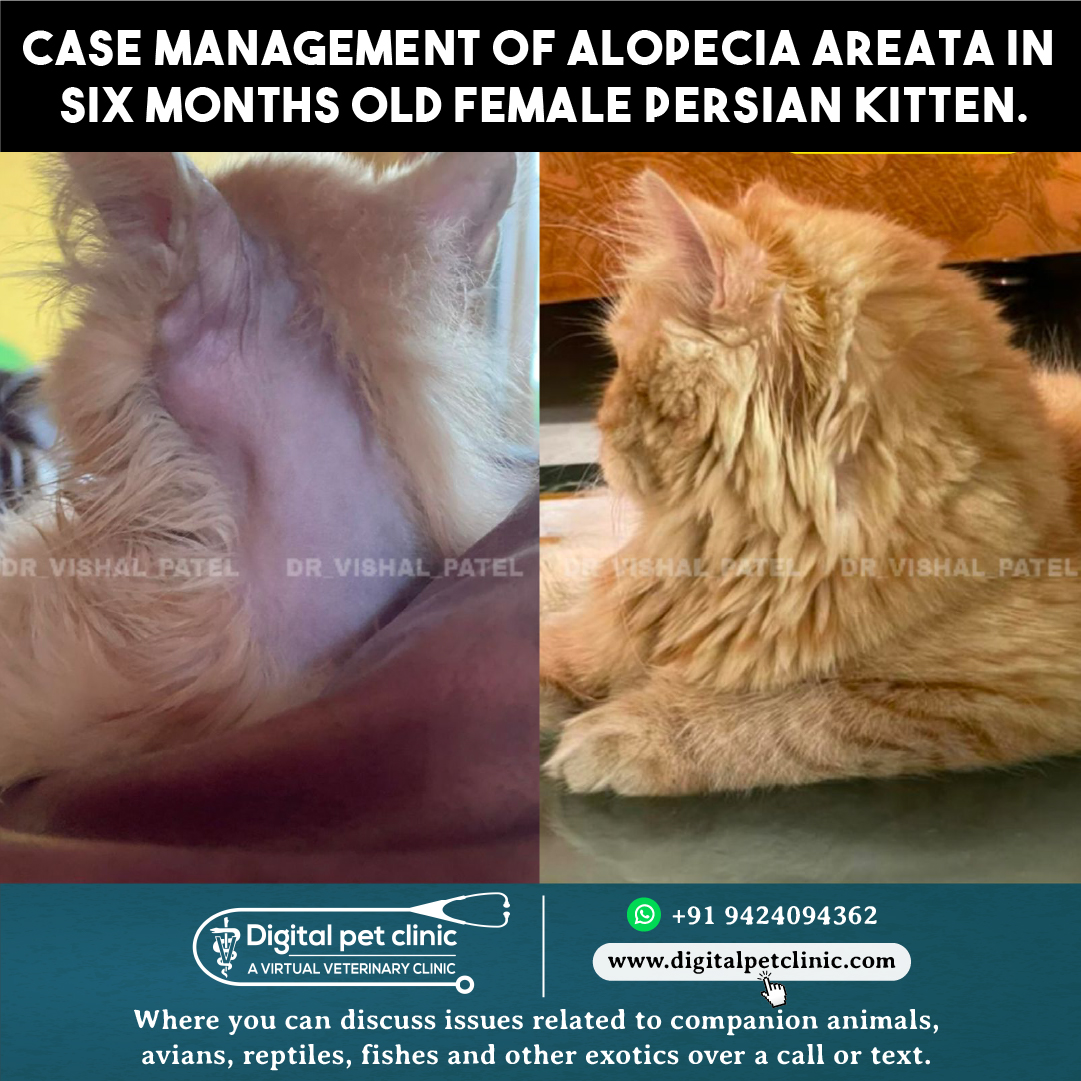 CASE MANAGEMENT OF ALOPECIA AREATA IN
SIX MONTHS OLD FEMALE PERSIAN KITTEN.
DR_VISHAL_PATEL DR_VISHAL_PATEL DR_VISHAL_PATEL DR_VISHAL_PATEL
Digital pet clinic
A VIRTUAL VETERINARY CLINIC
+91 9424094362
www.digitalpetclinic.com
Where you can discuss issues related to companion animals,
avians, reptiles, fishes and other exotics over a call or text.